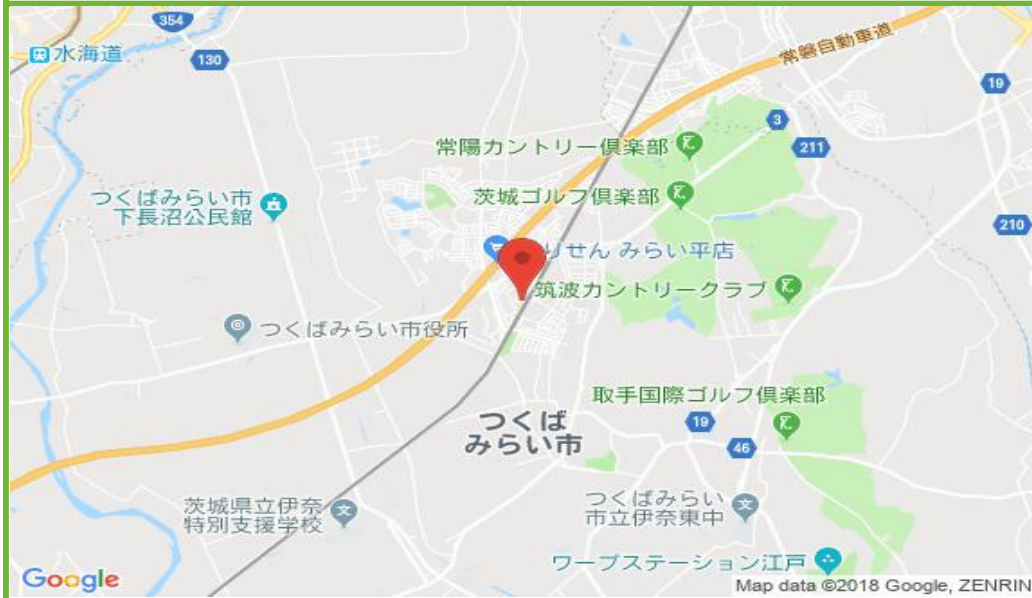 354
水海道
130
常磐自動車道
19
3
常陽カントリー倶楽部
211
つくばみらい市
下長沼公民館
茨城ゴルフ倶楽部
210
りせん みらい平店
筑波カントリークラブ
つくばみらい市役所
取手国際ゴルフ倶楽部
19
つくば
みらい市
46
茨城県立伊奈
特別支援学校
つくばみらい
市立伊奈東中
ワープステーション江戸
Google
Map data ©2018 Google, ZENRIN